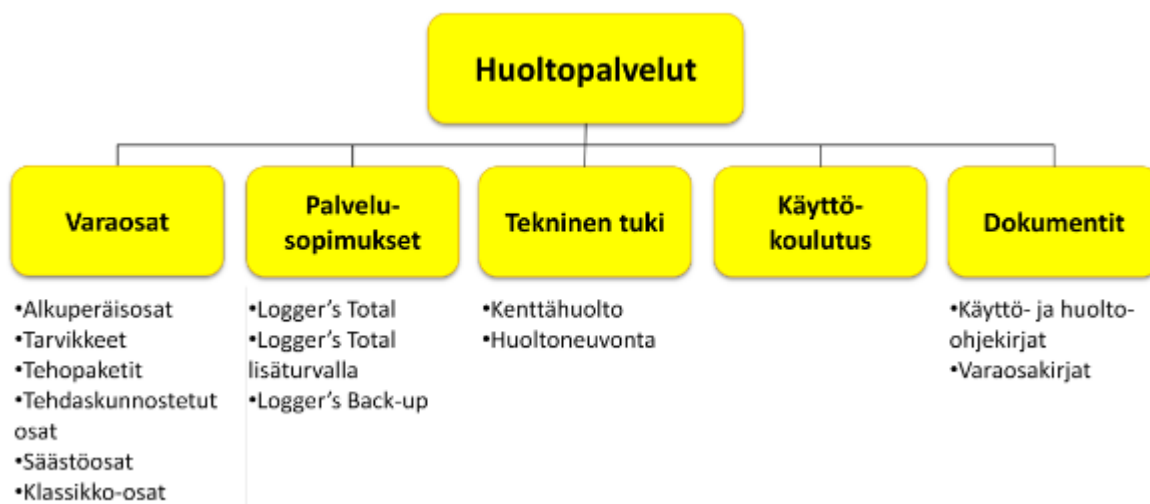 Huoltopalvelut
Varaosat
Palvelu-
sopimukset
Tekninen tuki
Käyttö-
koulutus
Dokumentit
•Alkuperäisosat
•Tarvikkeet
•Tehopaketit
•Tehdaskunnostetut
osat
•Säästöosat
•Klassikko-osat
•Logger’s Total
•Logger’s Total
lisäturvalla
•Logger’s Back-up
•Kenttähuolto
•Huoltoneuvonta
•Käyttö- ja huolto-
ohjekirjat
•Varaosakirjat